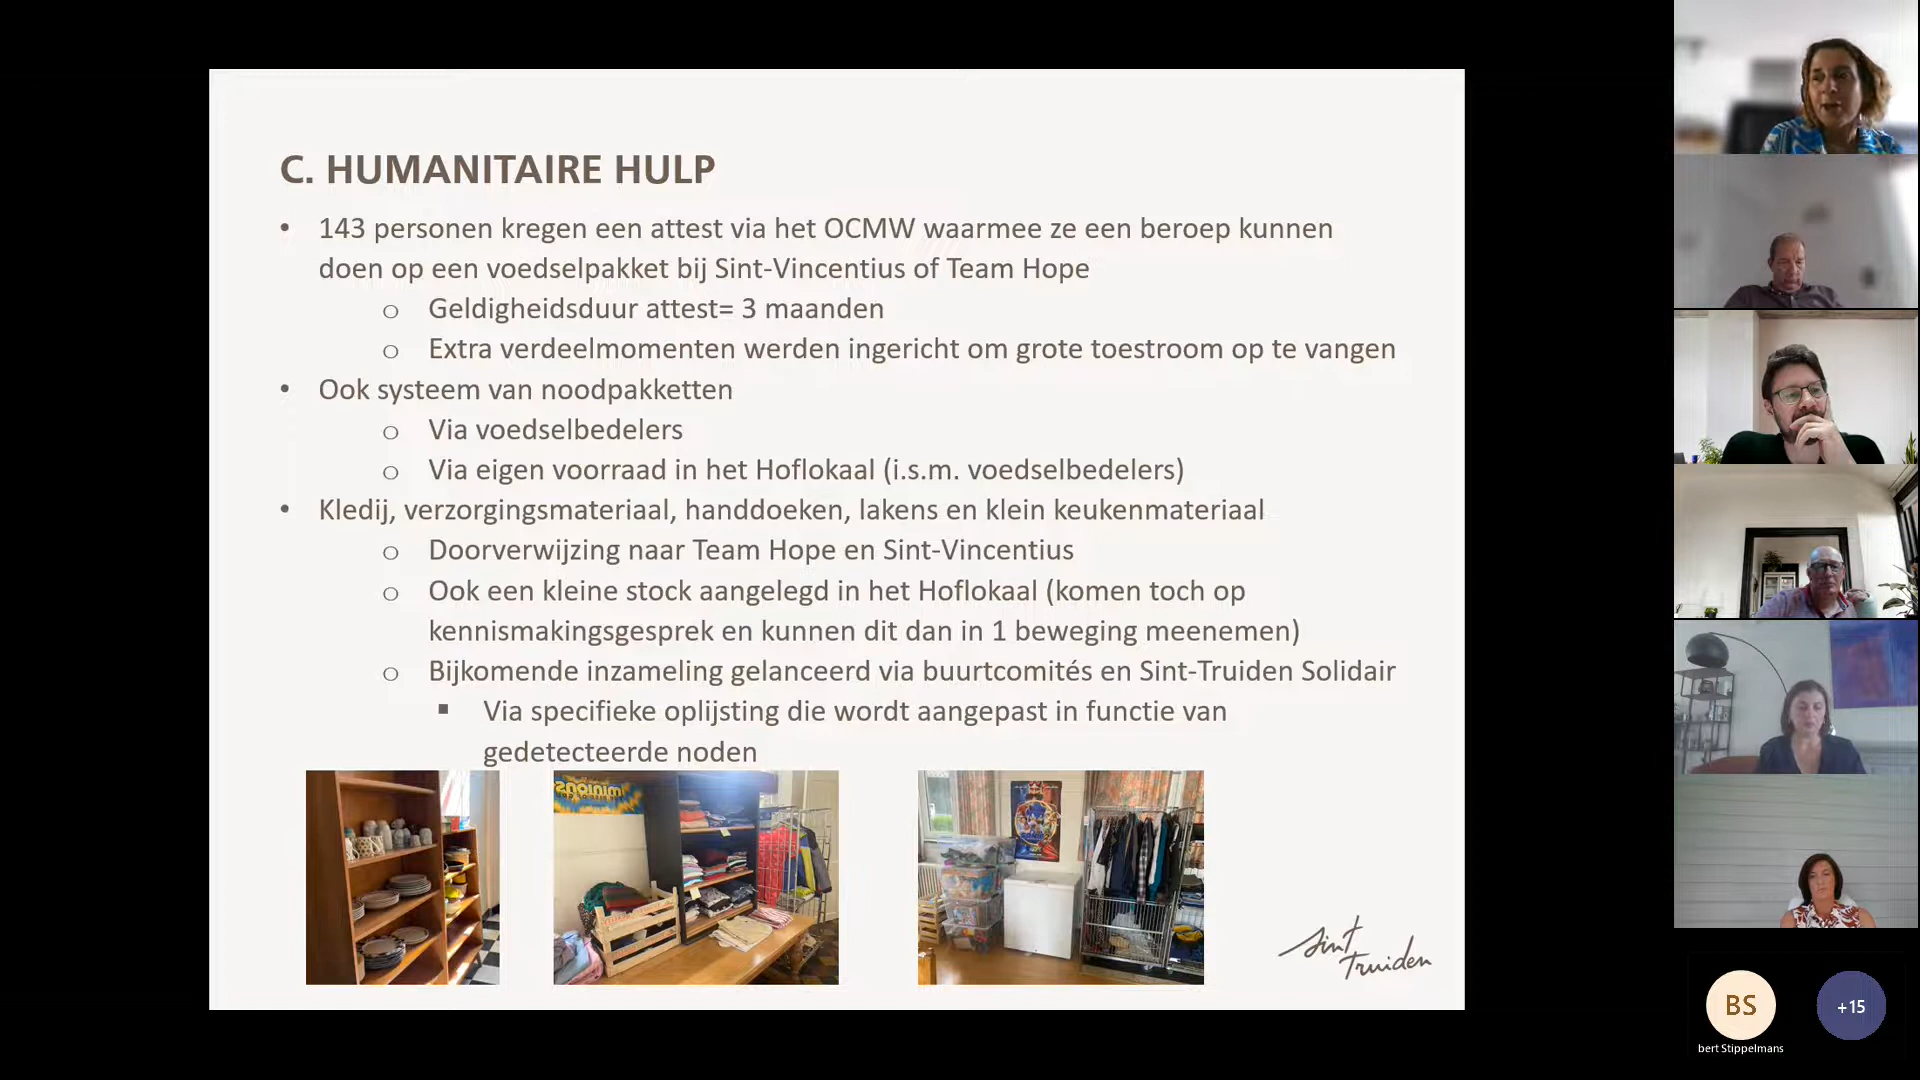 C. HUMANITAIRE HULP
• 143 personen kregen een attest via het OCMW waarmee ze een beroep kunnen
doen op een voedselpakket bij Sint-Vincentius of Team Hope
o Geldigheidsduur attest= 3 maanden
o Extra verdeelmomenten werden ingericht om grote toestroom op te vangen
• Ook systeem van noodpakketten
o Via voedselbedelers
o Via eigen voorraad in het Hoflokaal (i.s.m. voedselbedelers)
• Kledij, verzorgingsmateriaal, handdoeken, lakens en klein keukenmateriaal
o Doorverwijzing naar Team Hope en Sint-Vincentius
o Ook een kleine stock aangelegd in het Hoflokaal (komen toch op
kennismakingsgesprek en kunnen dit dan in 1 beweging meenemen)
o Bijkomende inzameling gelanceerd via buurtcomités en Sint-Truiden Solidair
▪ Via specifieke oplijsting die wordt aangepast in functie van
gedetecteerde noden
minions
Sint
Truiden
BS
+15
bert Stippelmans